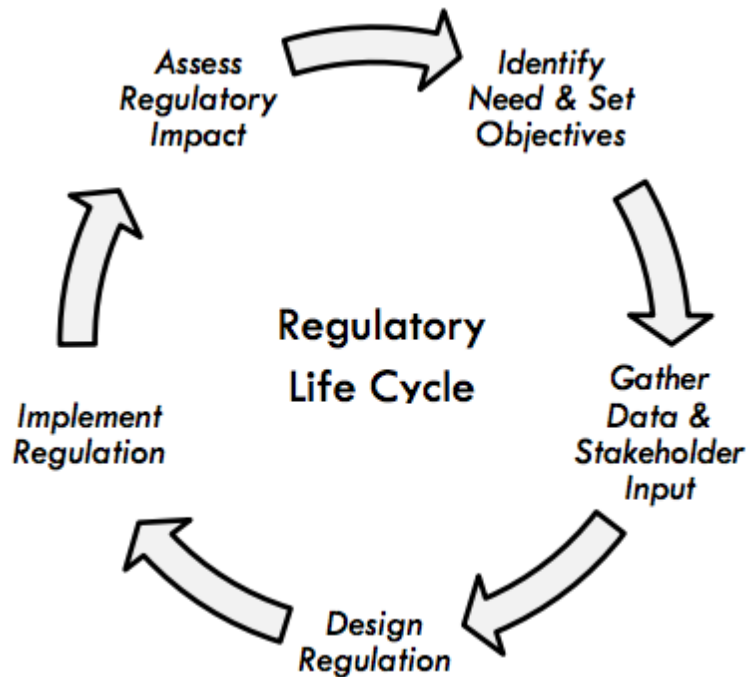 Assess
Regulatory
Impact
Identify
Need & Set
Objectives
Regulatory
Life Cycle
Gather
Data &
Stakeholder
Input
Implement
Regulation
Design
Regulation